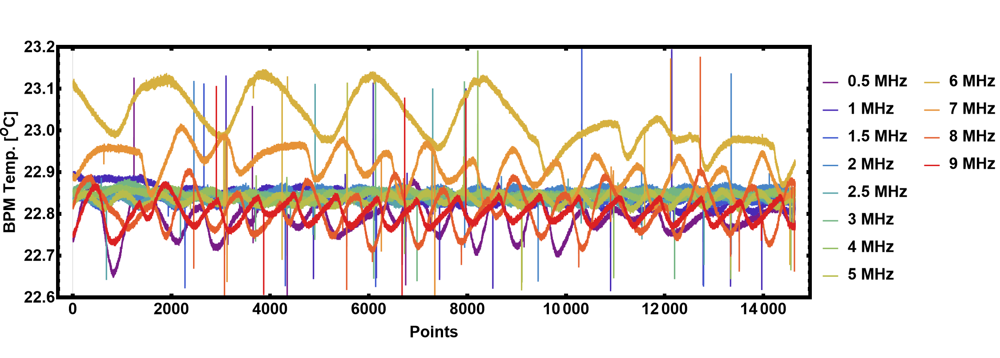 23.2
23.1
23.0
22.9
22.8
22.7
22.6
BPM Temp. [°C]
0 2000 4000 6000 8000 10 000 12 000 14 000
Points
0.5 MHz
1 MHz
1.5 MHz
2 MHz
2.5 MHz
3 MHz
4 MHz
5 MHz
6 MHz
7 MHz
8 MHz
9 MHz